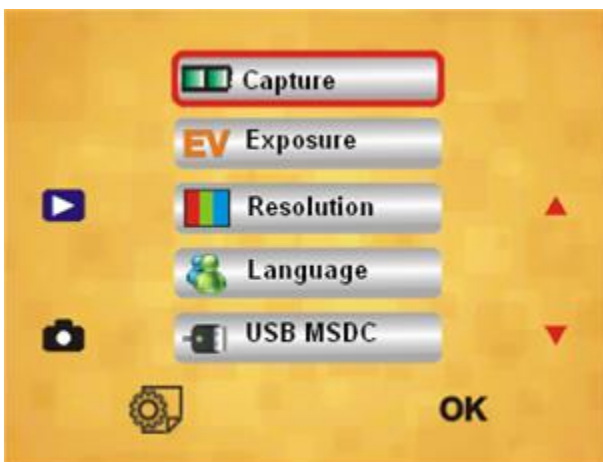 Capture
EV Exposure
Resolution
Language
USB MSDC
OK